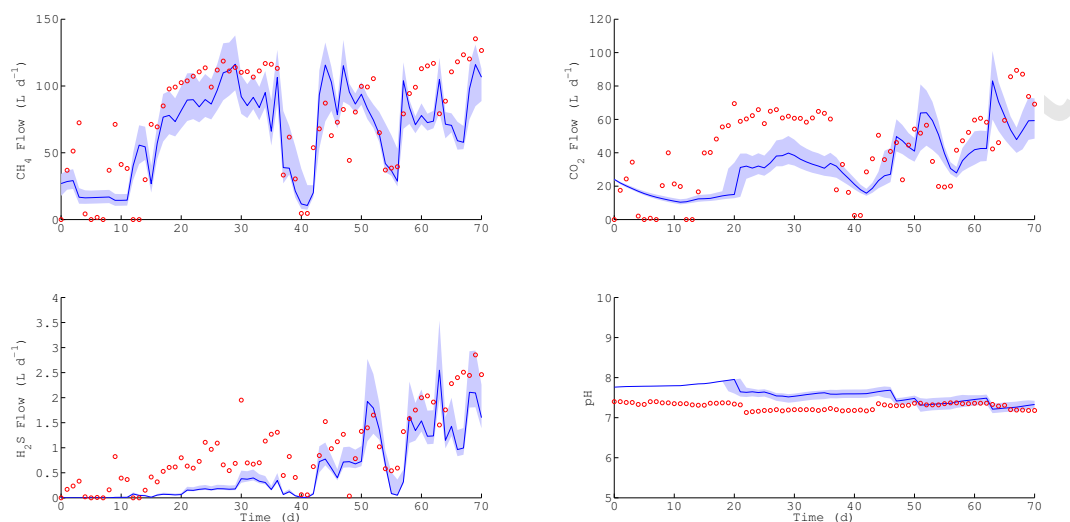 150
100
50
0
CH₄ Flow (L d⁻¹)
0 10 20 30 40 50 60 70
120
100
80
60
40
20
0
CO₂ Flow (L d⁻¹)
0 10 20 30 40 50 60 70
4
3.5
3
2.5
2
1.5
1
0.5
0
H₂S Flow (L d⁻¹)
0 10 20 30 40 50 60 70
Time (d)
10
9
8
7
6
5
pH
0 10 20 30 40 50 60 70
Time (d)